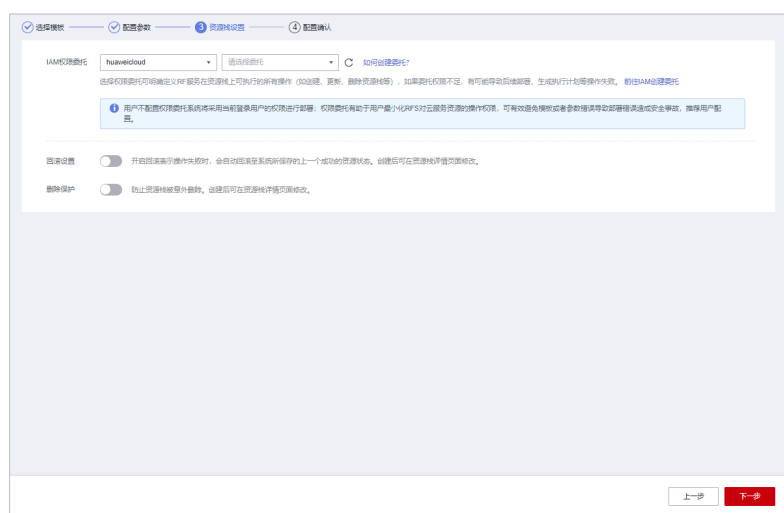 选择模板 配置参数 3 资源栈设置 4 配置确认
IAM权限委托 huaweicloud 请选择委托 如何创建委托?
选择权限委托可明确定义RF服务在资源栈上可执行的所有操作（如创建、更新、删除资源栈等），如果委托权限不足，有可能导致后续部署、生成执行计划等操作失败。 前往IAM创建委托
用户不配置权限委托系统将采用当前登录用户的权限进行部署；权限委托有助于用户最小化RFS对云服务资源的操作权限，可有效避免模板或者参数错误导致部署错误造成安全事故，推荐用户配
置。
回滚设置 开启回滚表示操作失败时，会自动回滚至系统所保存的上一个成功的资源状态。创建后可在资源栈详情页面修改。
删除保护 防止资源栈被意外删除。创建后可在资源栈详情页面修改。
上一步 下一步